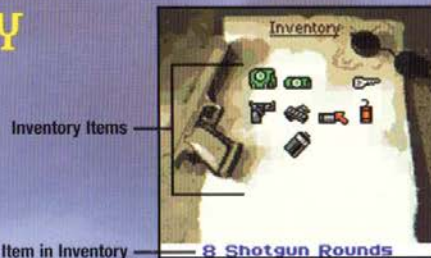 Y
Inventory
Inventory Items
Item in Inventory
8 Shotgun Rounds